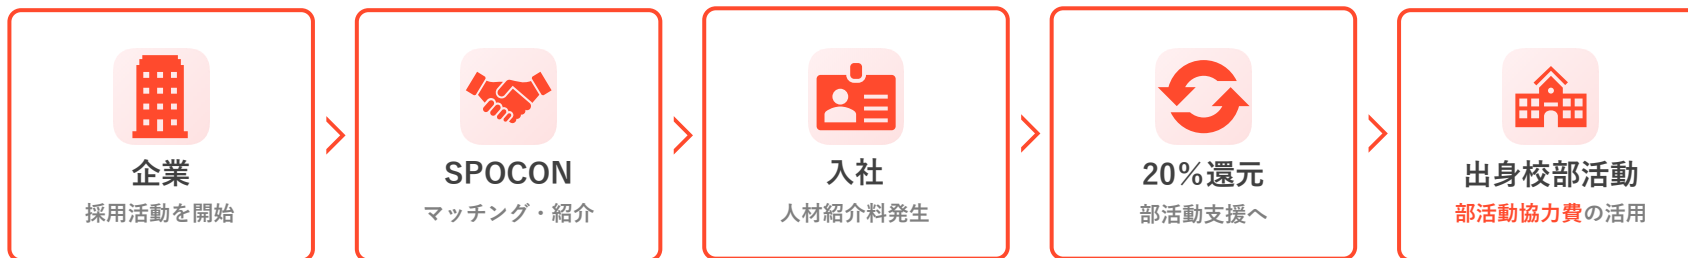 企業
採用活動を開始
SPOCON
マッチング・紹介
入社
人材紹介料発生
20%還元
部活動支援へ
出身校部活動
部活動協力費の活用